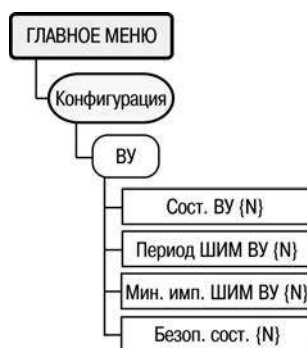 ГЛАВНОЕ МЕНЮ
Конфигурация
ВУ
Сост. ВУ {N}
Период ШИМ ВУ {N}
Мин. имп. ШИМ ВУ {N}
Безоп. сост. {N}